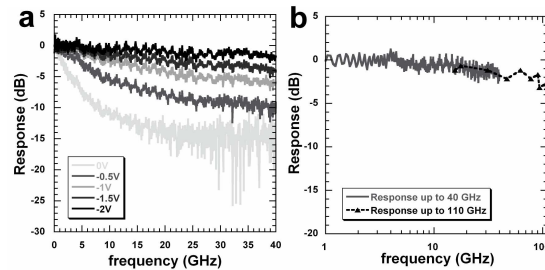 a
b
Response (dB)
5
0
-5
-10
-15
-20
-25
-30
0V
-0.5V
-1V
-1.5V
-2V
0 5 10 15 20 25 30 35 40
frequency (GHz)
Response (dB)
5
0
-5
-10
-15
-20
Response up to 40 GHz
Response up to 110 GHz
1 10
frequency (GHz)